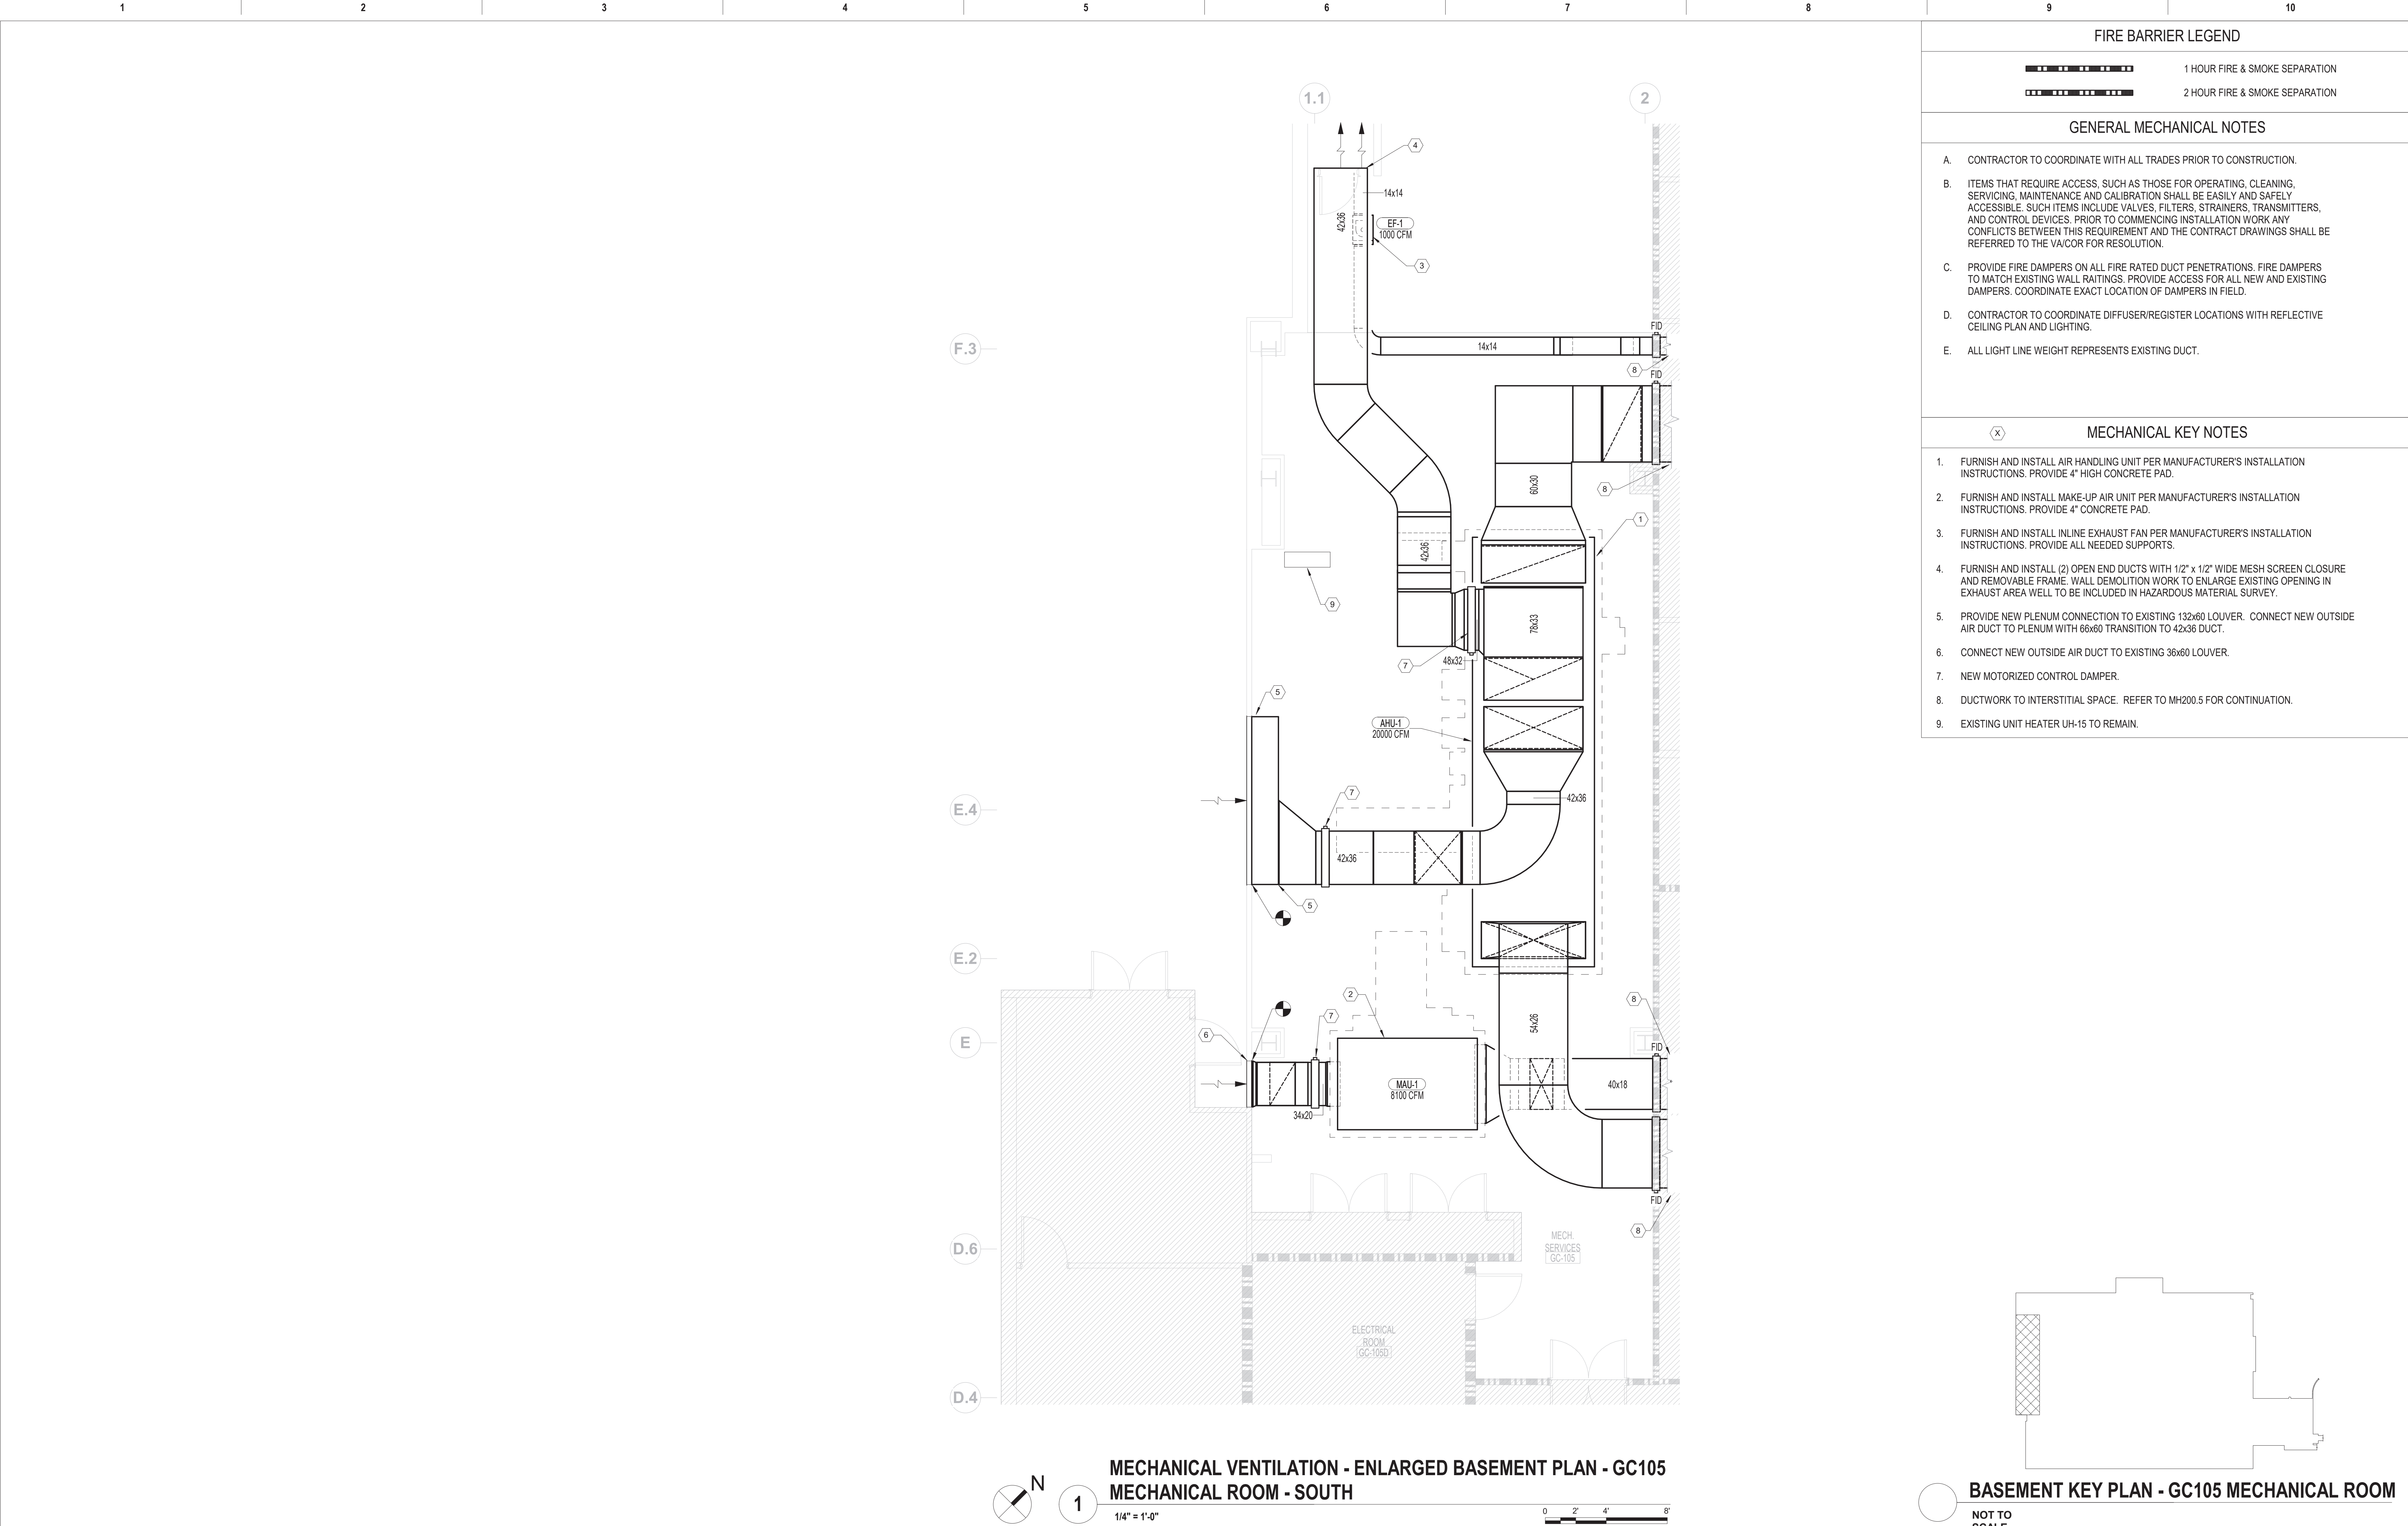 1 2 3 4 5 6 7 8 9 10
FIRE BARRIER LEGEND
1 HOUR FIRE & SMOKE SEPARATION
2 HOUR FIRE & SMOKE SEPARATION
GENERAL MECHANICAL NOTES
A. CONTRACTOR TO COORDINATE WITH ALL TRADES PRIOR TO CONSTRUCTION.
B. ITEMS THAT REQUIRE ACCESS, SUCH AS THOSE FOR OPERATING, CLEANING,
SERVICING, MAINTENANCE AND CALIBRATION SHALL BE EASILY AND SAFELY
ACCESSIBLE. SUCH ITEMS INCLUDE VALVES, FILTERS, STRAINERS, TRANSMITTERS,
AND CONTROL DEVICES. PRIOR TO COMMENCING INSTALLATION WORK ANY
CONFLICTS BETWEEN THIS REQUIREMENT AND THE CONTRACT DRAWINGS SHALL BE
REFERRED TO THE VA/COR FOR RESOLUTION.
C. PROVIDE FIRE DAMPERS ON ALL FIRE RATED DUCT PENETRATIONS. FIRE DAMPERS
TO MATCH EXISTING WALL RAITINGS. PROVIDE ACCESS FOR ALL NEW AND EXISTING
DAMPERS. COORDINATE EXACT LOCATION OF DAMPERS IN FIELD.
D. CONTRACTOR TO COORDINATE DIFFUSER/REGISTER LOCATIONS WITH REFLECTIVE
CEILING PLAN AND LIGHTING.
E. ALL LIGHT LINE WEIGHT REPRESENTS EXISTING DUCT.
X MECHANICAL KEY NOTES
1. FURNISH AND INSTALL AIR HANDLING UNIT PER MANUFACTURER'S INSTALLATION
INSTRUCTIONS. PROVIDE 4" HIGH CONCRETE PAD.
2. FURNISH AND INSTALL MAKE-UP AIR UNIT PER MANUFACTURER'S INSTALLATION
INSTRUCTIONS. PROVIDE 4" CONCRETE PAD.
3. FURNISH AND INSTALL INLINE EXHAUST FAN PER MANUFACTURER'S INSTALLATION
INSTRUCTIONS. PROVIDE ALL NEEDED SUPPORTS.
4. FURNISH AND INSTALL (2) OPEN END DUCTS WITH 1/2" x 1/2" WIDE MESH SCREEN CLOSURE
AND REMOVABLE FRAME. WALL DEMOLITION WORK TO ENLARGE EXISTING OPENING IN
EXHAUST AREA WELL TO BE INCLUDED IN HAZARDOUS MATERIAL SURVEY.
5. PROVIDE NEW PLENUM CONNECTION TO EXISTING 132x60 LOUVER. CONNECT NEW OUTSIDE
AIR DUCT TO PLENUM WITH 66x60 TRANSITION TO 42x36 DUCT.
6. CONNECT NEW OUTSIDE AIR DUCT TO EXISTING 36x60 LOUVER.
7. NEW MOTORIZED CONTROL DAMPER.
8. DUCTWORK TO INTERSTITIAL SPACE. REFER TO MH200.5 FOR CONTINUATION.
9. EXISTING UNIT HEATER UH-15 TO REMAIN.
1.1
2
4
14x14
42x36
EF-1
1000 CFM
3
FID
F.3
14x14
8
FID
60x30
8
1
42x36
9
78x33
48x32
7
5
AHU-1
20000 CFM
7
42x36
E.4
42x36
5
E.2
2
8
7
54x26
6
E
FID
MAU-1
8100 CFM
40x18
34x20
FID
8
MECH.
SERVICES
GC-105
D.6
ELECTRICAL
ROOM
GC-105D
D.4
N
1
MECHANICAL VENTILATION - ENLARGED BASEMENT PLAN - GC105
MECHANICAL ROOM - SOUTH
1/4" = 1'-0"
0 2' 4' 8'
BASEMENT KEY PLAN - GC105 MECHANICAL ROOM
NOT TO
SCALE